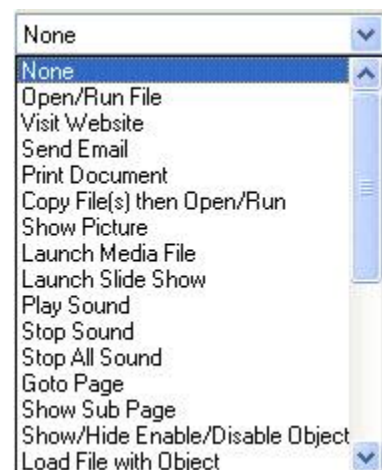 None
None
Open/Run File
Visit Website
Send Email
Print Document
Copy File(s) then Open/Run
Show Picture
Launch Media File
Launch Slide Show
Play Sound
Stop Sound
Stop All Sound
Goto Page
Show Sub Page
Show/Hide Enable/Disable Object
Load File with Object